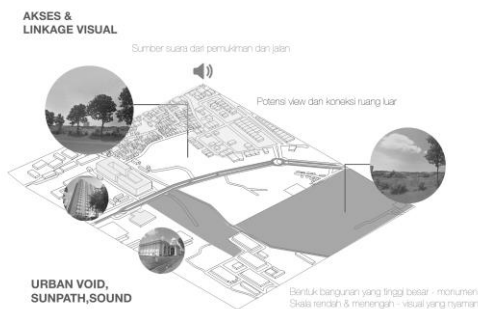 AKSES &
LINKAGE VISUAL
Sumber suara dari pemukiman dan jalan
Potensi view dan koneksi ruang luar
URBAN VOID,
SUNPATH,SOUND
Bentuk bangunan yang tinggi besar - monumen
Skala rendah & menengah - visual yang nyaman